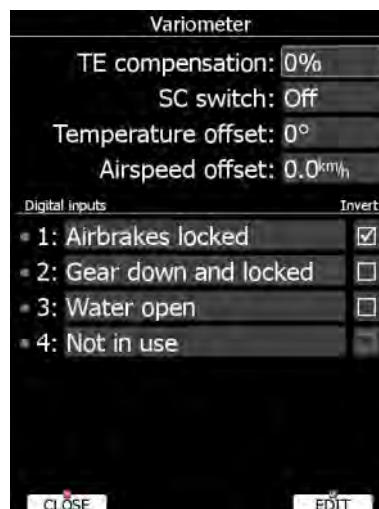 Variometer
TE compensation: 0%
SC switch: Off
Temperature offset: 0°
Airspeed offset: 0.0km/h
Digital inputs Invert
1: Airbrakes locked
2: Gear down and locked
3: Water open
4: Not in use
CLOSE EDIT